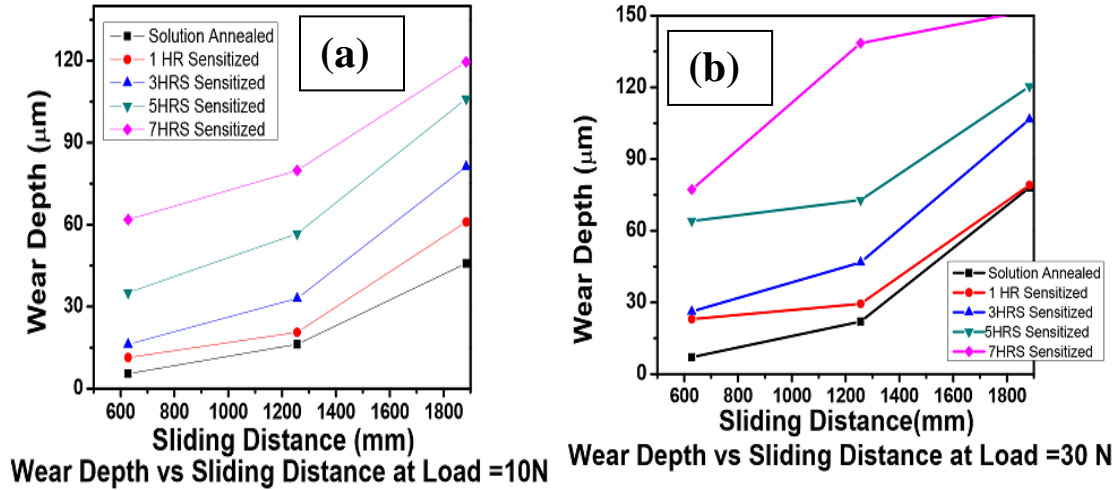 (a)
Solution Annealed
1 HR Sensitized
3HRS Sensitized
5HRS Sensitized
7HRS Sensitized
120
90
60
30
0
Wear Depth (μm)
600 800 1000 1200 1400 1600 1800
Sliding Distance (mm)
Wear Depth vs Sliding Distance at Load =10N
(b)
150
120
90
60
30
0
Wear Depth (μm)
Solution Annealed
1 HR Sensitized
3HRS Sensitized
5HRS Sensitized
7HRS Sensitized
600 800 1000 1200 1400 1600 1800
Sliding Distance(mm)
Wear Depth vs Sliding Distance at Load =30 N